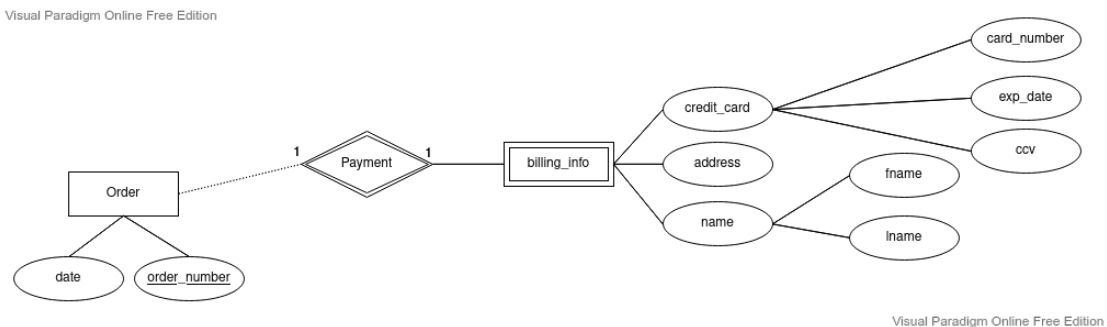 Visual Paradigm Online Free Edition
card_number
credit_card
exp_date
1
1
Payment
billing_info
address
ccv
fname
Order
name
lname
date
order_number
Visual Paradigm Online Free Edition